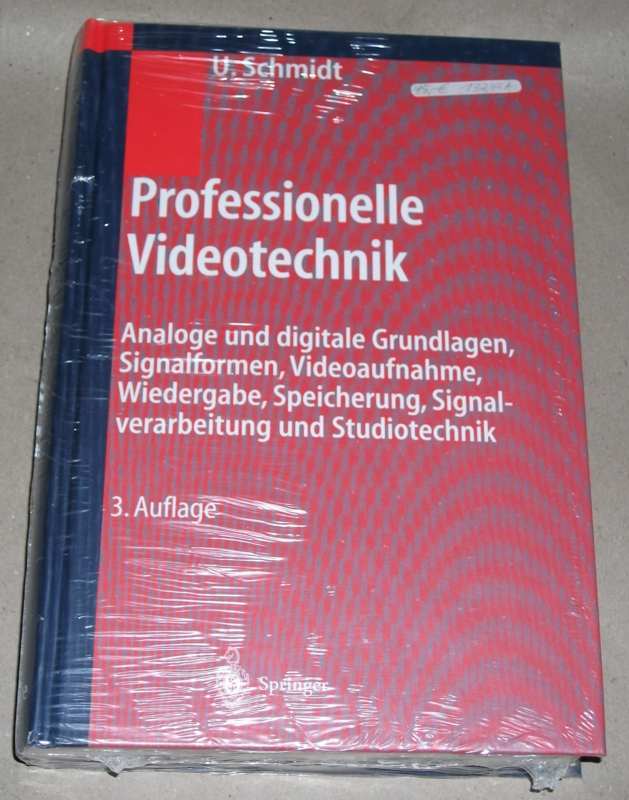 U. Schmidt
Professionelle
Videotechnik
Analoge und digitale Grundlagen,
Signalformen, Videoaufnahme,
Wiedergabe, Speicherung, Signal-
verarbeitung und Studiotechnik
3. Auflage
Springer